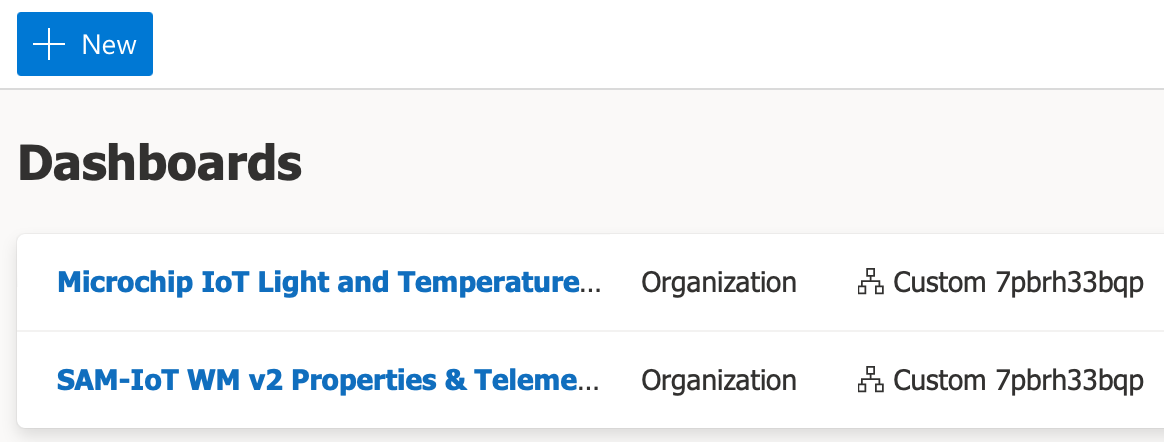 New
Dashboards
Microchip IoT Light and Temperature... Organization Custom 7pbrh33bqp
SAM-IoT WM v2 Properties & Teleme... Organization Custom 7pbrh33bqp